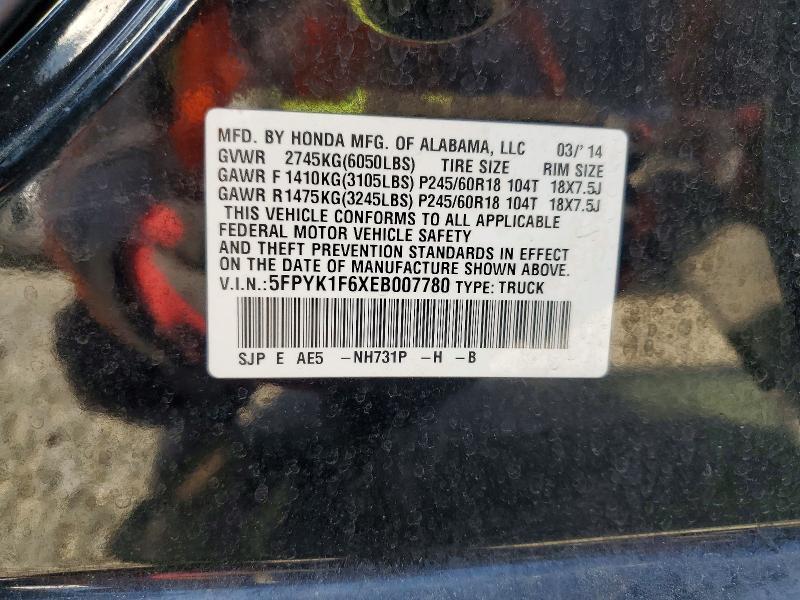 MFD. BY HONDA MFG. OF ALABAMA, LLC 03/'14
GVWR 2745KG(6050LBS) TIRE SIZE RIM SIZE
GAWR F 1410KG(3105LBS) P245/60R18 104T 18X7.5J
GAWR R1475KG(3245LBS) P245/60R18 104T 18X7.5J
THIS VEHICLE CONFORMS TO ALL APPLICABLE
FEDERAL MOTOR VEHICLE SAFETY
AND THEFT PREVENTION STANDARDS IN EFFECT
ON THE DATE OF MANUFACTURE SHOWN ABOVE.
V.I.N.:5FPYK1F6XEB007780 TYPE: TRUCK
SJP E AE5 -NH731P -H -B